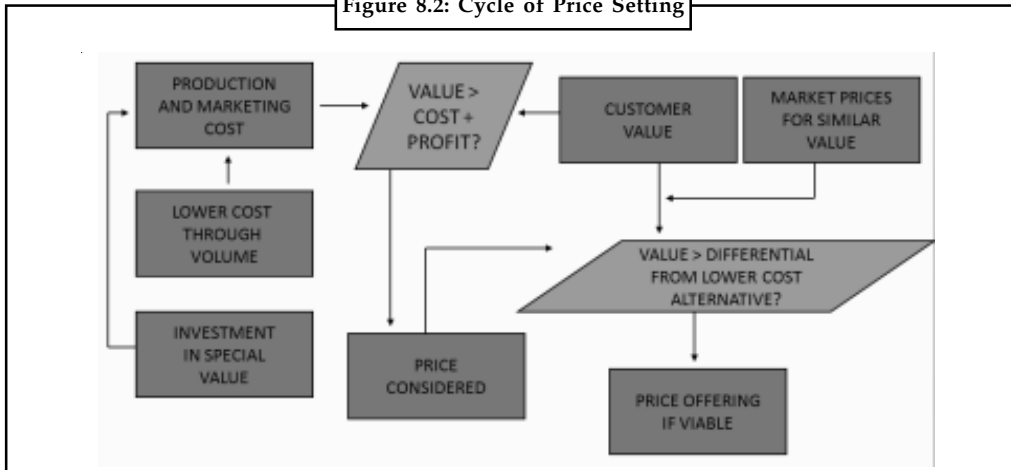 Figure 8.2: Cycle of Price Setting
PRODUCTION
AND MARKETING
COST
VALUE >
COST +
PROFIT?
CUSTOMER
VALUE
MARKET PRICES
FOR SIMILAR
VALUE
LOWER COST
THROUGH
VOLUME
VALUE > DIFFERENTIAL
FROM LOWER COST
ALTERNATIVE?
INVESTMENT
IN SPECIAL
VALUE
PRICE
CONSIDERED
PRICE OFFERING
IF VIABLE